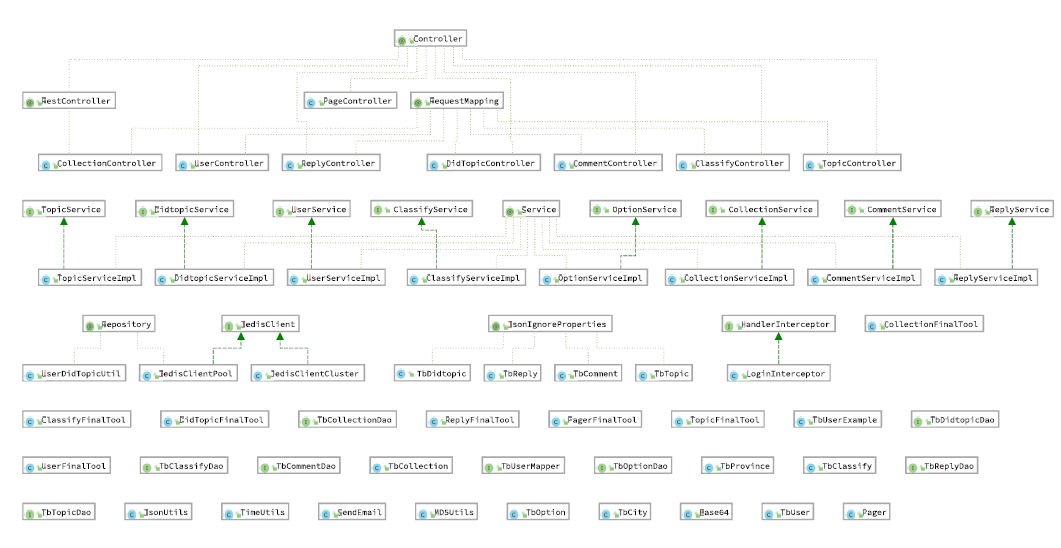 Controller
RestController PageController RequestMapping
CollectionController UserController ReplyController DidTopicController CommentController ClassifyController TopicController
TopicService DidtopicService UserService ClassifyService Service OptionService CollectionService CommentService ReplyService
TopicServiceImpl DidtopicServiceImpl UserServiceImpl ClassifyServiceImpl OptionServiceImpl CollectionServiceImpl CommentServiceImpl ReplyServiceImpl
Repository JedisClient JsonIgnoreProperties HandlerInterceptor CollectionFinalTool
UserDidTopicUtil JedisClientPool JedisClientCluster TbDidtopic TbReply TbComment TbTopic LoginInterceptor
ClassifyFinalTool DidTopicFinalTool TbCollectionDao ReplyFinalTool PagerFinalTool TopicFinalTool TbUserExample TbDidtopicDao
UserFinalTool TbClassifyDao TbCommentDao TbCollection TbUserMapper TbOptionDao TbProvince TbClassify TbReplyDao
TbTopicDao JsonUtils TimeUtils SendEmail MD5Utils TbOption TbCity Base64 TbUser Pager